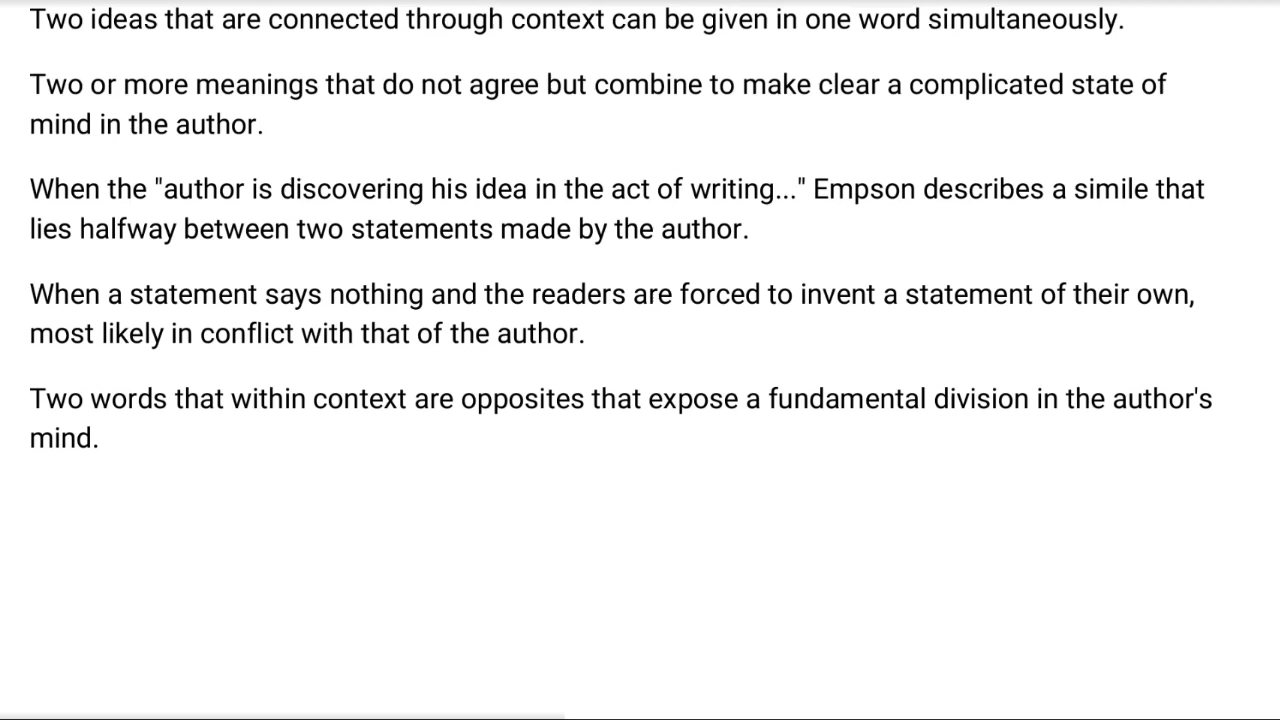 Two ideas that are connected through context can be given in one word simultaneously.
Two or more meanings that do not agree but combine to make clear a complicated state of
mind in the author.
When the "author is discovering his idea in the act of writing..." Empson describes a simile that
lies halfway between two statements made by the author.
When a statement says nothing and the readers are forced to invent a statement of their own,
most likely in conflict with that of the author.
Two words that within context are opposites that expose a fundamental division in the author's
mind.